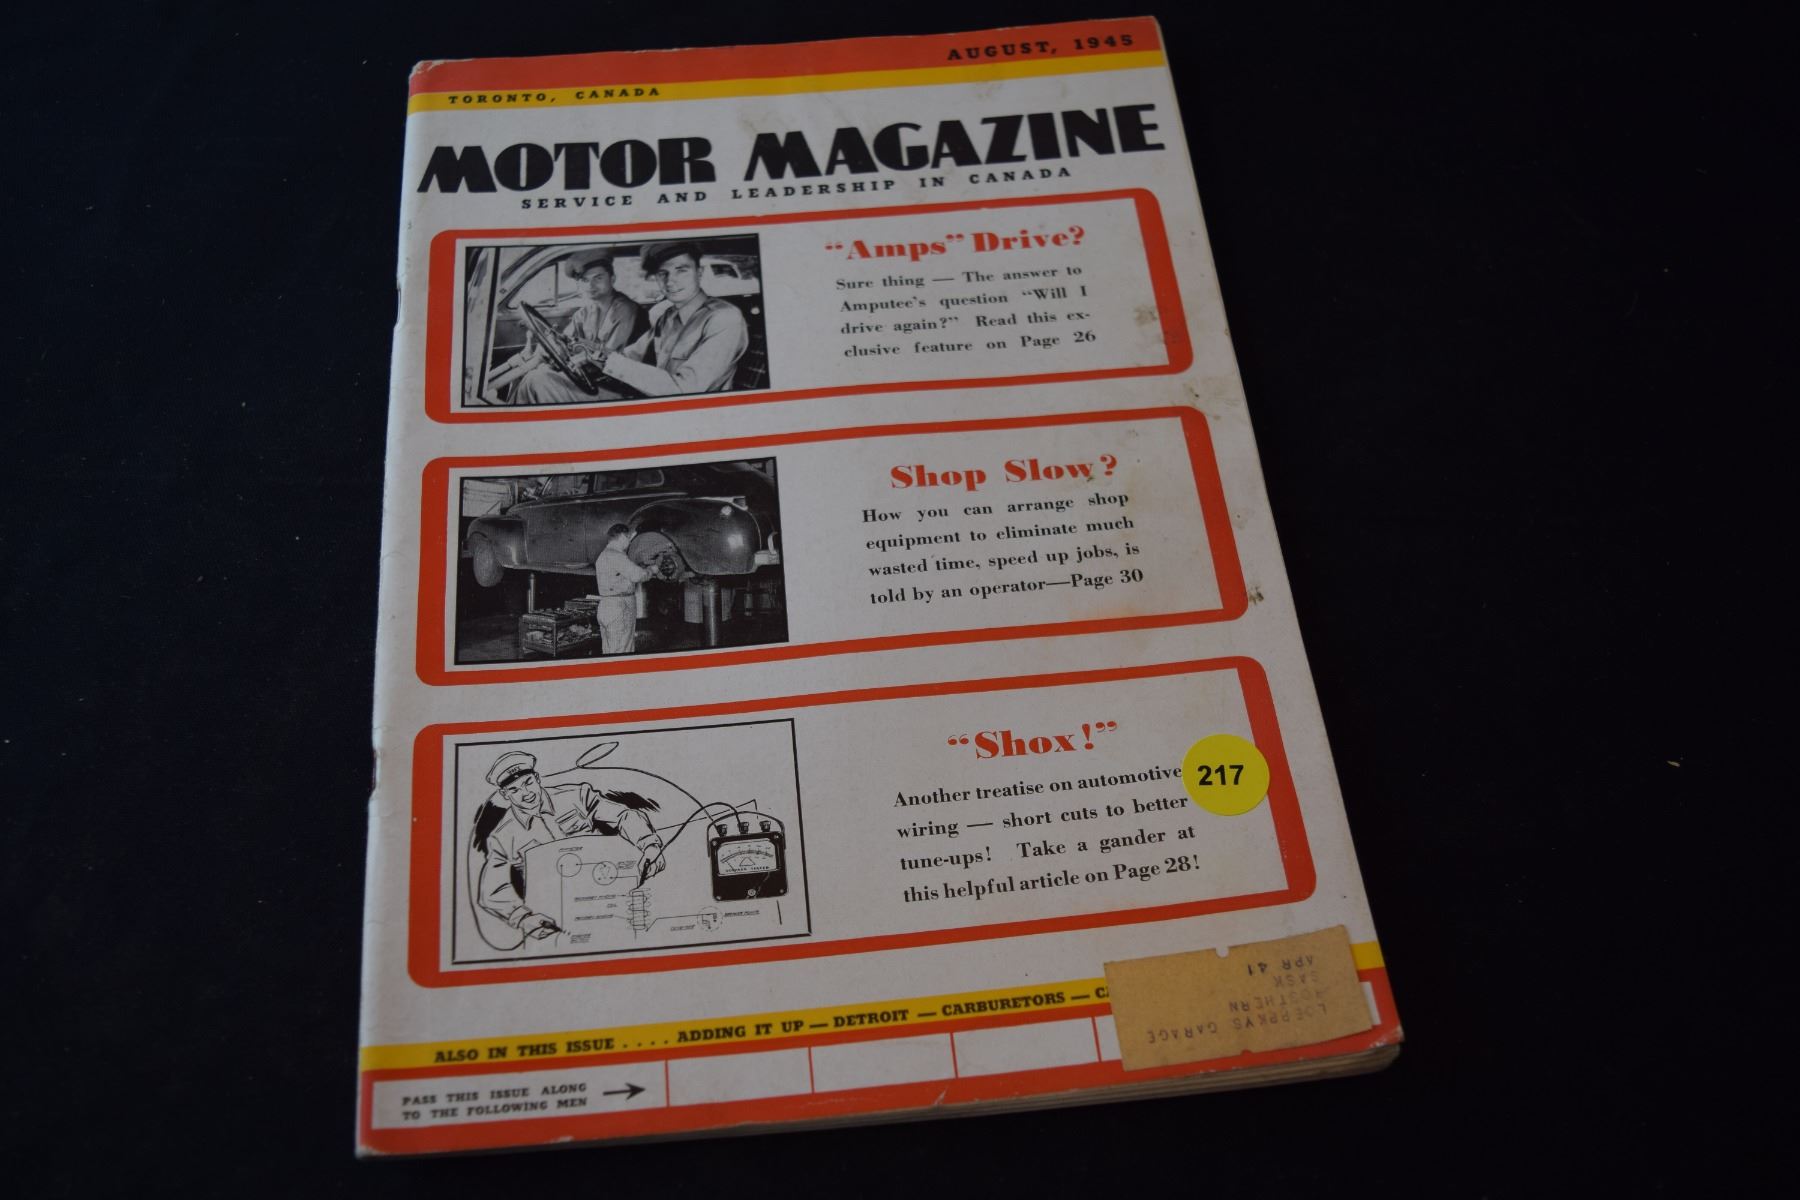 AUGUST, 1945
TORONTO, CANADA
MOTOR MAGAZINE
SERVICE AND LEADERSHIP IN CANADA
“Amps” Drive?
Sure thing — The answer to
Amputee's question “Will I
drive again?” Read this ex-
clusive feature on Page 26
Shop Slow?
How you can arrange shop
equipment to eliminate much
wasted time, speed up jobs, is
told by an operator—Page 30
“Shox!”
Another treatise on automotive
wiring — short cuts to better
tune-ups! Take a gander at
this helpful article on Page 28!
217
ALSO IN THIS ISSUE . . . . ADDING IT UP — DETROIT — CARBURETORS —
PASS THIS ISSUE ALONG
TO THE FOLLOWING MEN
GARAGE
SASK
APR 41